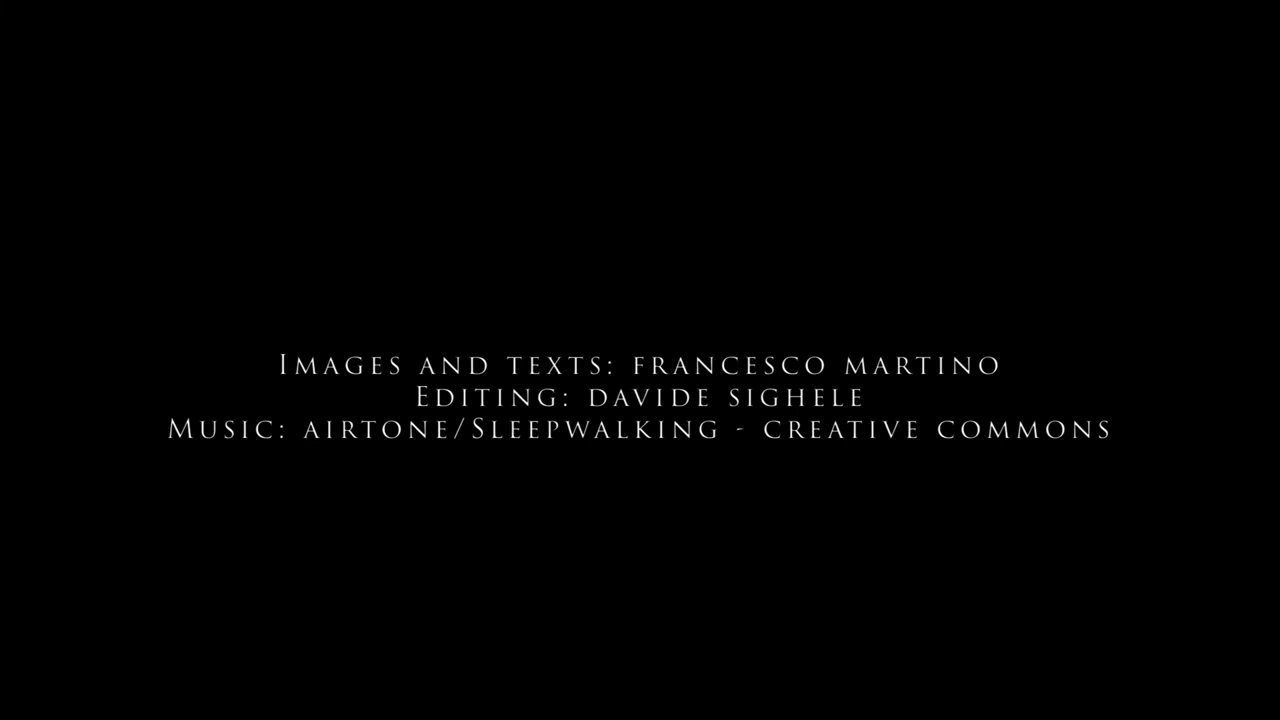 Images and texts: francesco martino
Editing: davide sighele
Music: airtone/Sleepwalking - creative commons